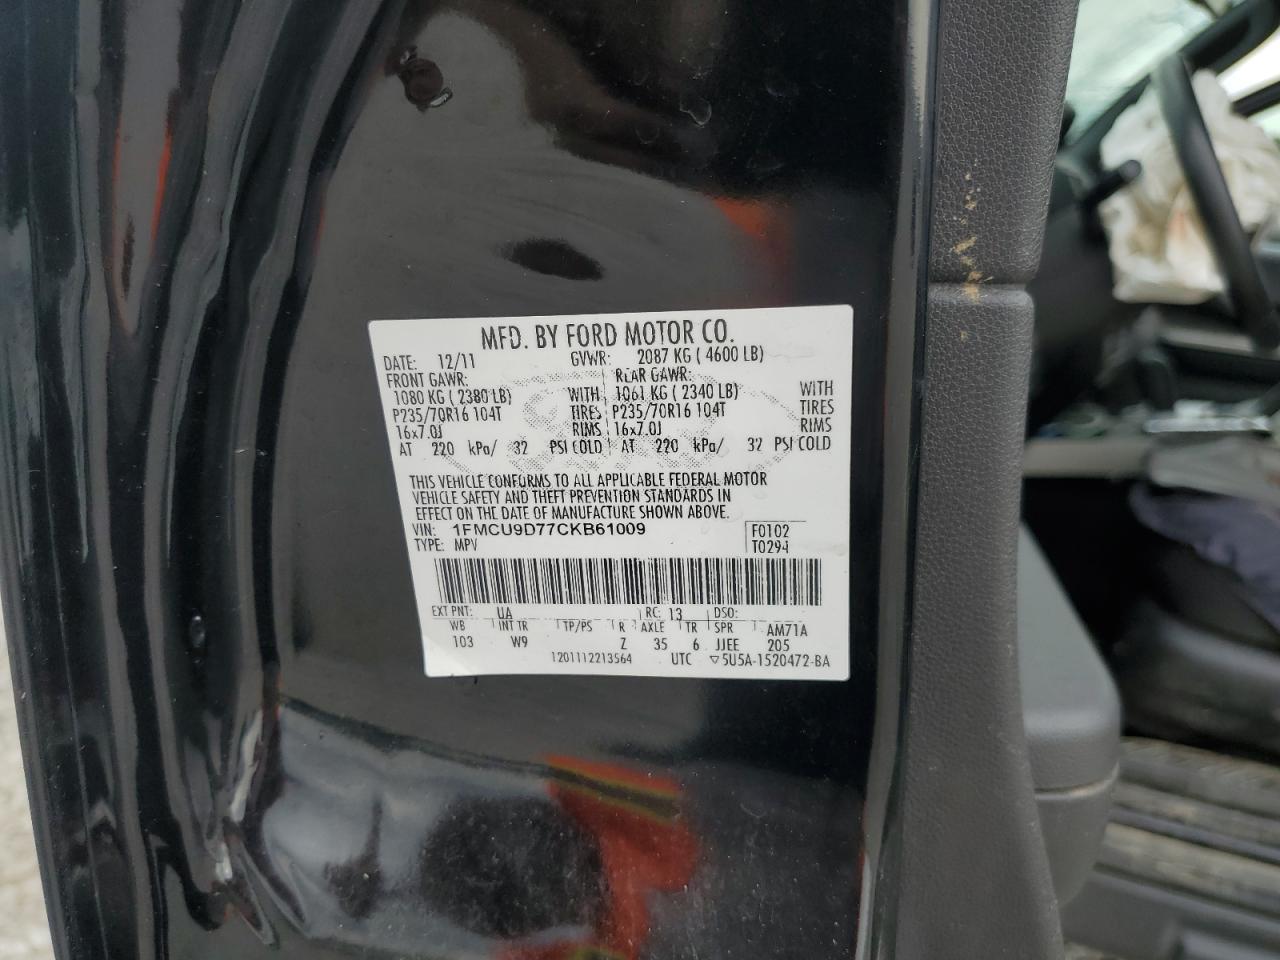 MFD. BY FORD MOTOR CO.
DATE: 12/11 GVWR: 2087 KG ( 4600 LB)
FRONT GAWR: REAR GAWR:
1080 KG ( 2380 LB) WITH 1061 KG ( 2340 LB) WITH
P235/70R16 104T TIRES P235/70R16 104T TIRES
16x7.0J RIMS 16x7.0J RIMS
AT 220 kPa/ 32 PSI COLD AT 220 kPa/ 32 PSI COLD
THIS VEHICLE CONFORMS TO ALL APPLICABLE FEDERAL MOTOR
VEHICLE SAFETY AND THEFT PREVENTION STANDARDS IN
EFFECT ON THE DATE OF MANUFACTURE SHOWN ABOVE.
VIN: 1FMCU9D77CKB61009 F0102
TYPE: MPV T0294
EXT PNT: UA RC: 13 DSO:
WB INT TR TP/PS R AXLE TR SPR AM71A
103 W9 Z 35 6 JJEE 205
1201112213564 UTC ▽5U5A-1520472-BA